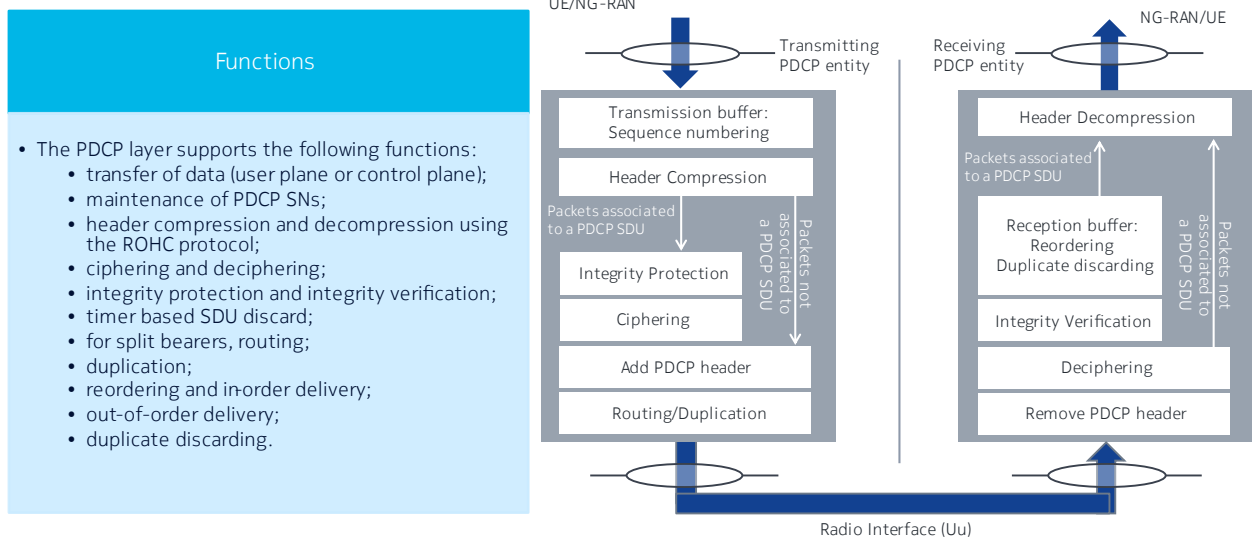 Functions
• The PDCP layer supports the following functions:
• transfer of data (user plane or control plane);
• maintenance of PDCP SNs;
• header compression and decompression using
the ROHC protocol;
• ciphering and deciphering;
• integrity protection and integrity verification;
• timer based SDU discard;
• for split bearers, routing;
• duplication;
• reordering and in-order delivery;
• out-of-order delivery;
• duplicate discarding.
UE/NG-RAN
Transmitting
PDCP entity
Transmission buffer:
Sequence numbering
Header Compression
Packets associated
to a PDCP SDU
Packets not
associated to
a PDCP SDU
Integrity Protection
Ciphering
Add PDCP header
Routing/Duplication
NG-RAN/UE
Receiving
PDCP entity
Header Decompression
Packets associated
to a PDCP SDU
Packets not
associated to
a PDCP SDU
Reception buffer:
Reordering
Duplicate discarding
Integrity Verification
Deciphering
Remove PDCP header
Radio Interface (Uu)